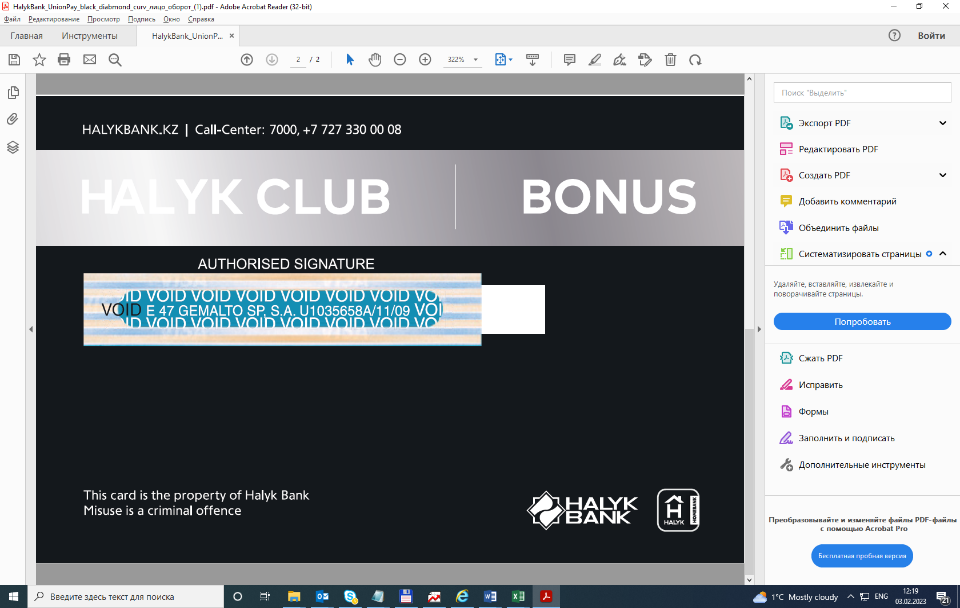 HalykBank_UnionPay_black_diabmond_curv_лицо_оборот_(1).pdf - Adobe Acrobat Reader (32-bit)
Файл Редактирование Просмотр Подпись Окно Справка
Главная Инструменты HalykBank_UnionP... ×
Войти
2 / 2 322%
HALYKBANK.KZ | Call-Center: 7000, +7 727 330 00 08
HALYK CLUB | BONUS
AUTHORISED SIGNATURE
VOID VOID VOID VOID VOID VOID VO
VOID E 47 GEMALTO SP. S.A. U1035658A/11/09 VOI
VOID VOID VOID VOID VOID VOID
This card is the property of Halyk Bank
Misuse is a criminal offence
HALYK
BANK
HALYK
Поиск "Выделить"
Экспорт PDF
Редактировать PDF
Создать PDF
Добавить комментарий
Объединить файлы
Систематизировать страницы
Удаляйте, вставляйте, извлекайте и
поворачивайте страницы.
Попробовать
Сжать PDF
Исправить
Формы
Заполнить и подписать
Дополнительные инструменты
Преобразовывайте и изменяйте файлы PDF-файлы
с помощью Acrobat Pro
Бесплатная пробная версия
Введите здесь текст для поиска
1°C Mostly cloudy ENG 12:19
03.02.2023 21